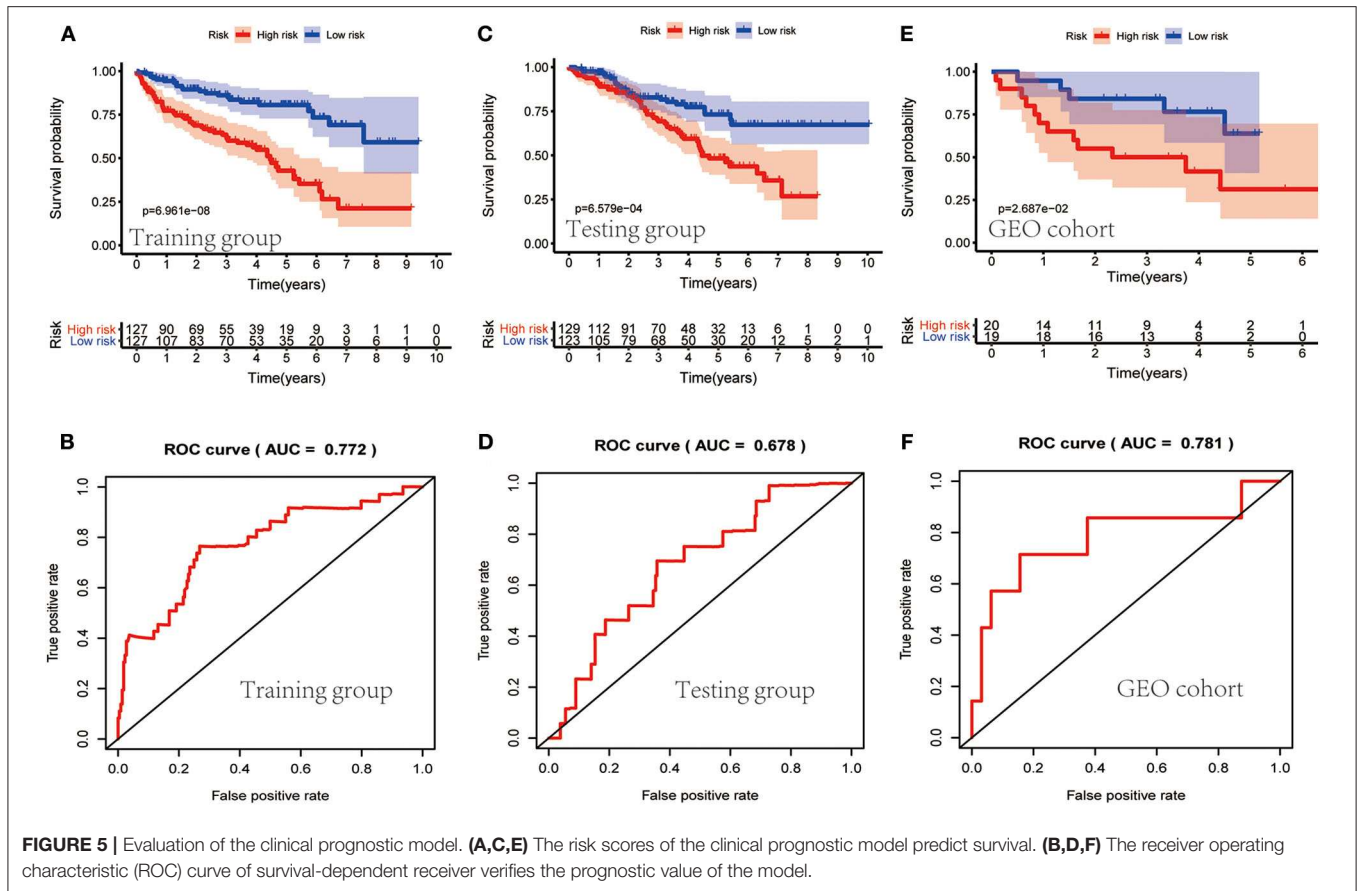 A
Risk High risk Low risk
Survival probability
1.00
0.75
0.50
0.25
0.00
p=6.961e−08
Training group
0 1 2 3 4 5 6 7 8 9 10
Time(years)
Risk
High risk 127 90 69 55 39 19 9 3 1 1 0
Low risk 127 107 83 70 53 35 20 9 6 1 0
0 1 2 3 4 5 6 7 8 9 10
Time(years)
C
Risk High risk Low risk
Survival probability
1.00
0.75
0.50
0.25
0.00
p=6.579e−04
Testing group
0 1 2 3 4 5 6 7 8 9 10
Time(years)
Risk
High risk 129 112 91 70 48 32 13 6 1 0 0
Low risk 123 105 79 68 50 30 20 12 5 2 1
0 1 2 3 4 5 6 7 8 9 10
Time(years)
E
Risk High risk Low risk
Survival probability
1.00
0.75
0.50
0.25
0.00
p=2.687e−02
GEO cohort
0 1 2 3 4 5 6
Time(years)
Risk
High risk 20 14 11 9 4 2 1
Low risk 19 18 16 13 8 2 0
0 1 2 3 4 5 6
Time(years)
B
ROC curve ( AUC = 0.772 )
True positive rate
1.0
0.8
0.6
0.4
0.2
0.0
Training group
0.0 0.2 0.4 0.6 0.8 1.0
False positive rate
D
ROC curve ( AUC = 0.678 )
True positive rate
1.0
0.8
0.6
0.4
0.2
0.0
Testing group
0.0 0.2 0.4 0.6 0.8 1.0
False positive rate
F
ROC curve ( AUC = 0.781 )
True positive rate
1.0
0.8
0.6
0.4
0.2
0.0
GEO cohort
0.0 0.2 0.4 0.6 0.8 1.0
False positive rate
FIGURE 5 | Evaluation of the clinical prognostic model. (A,C,E) The risk scores of the clinical prognostic model predict survival. (B,D,F) The receiver operating
characteristic (ROC) curve of survival-dependent receiver verifies the prognostic value of the model.